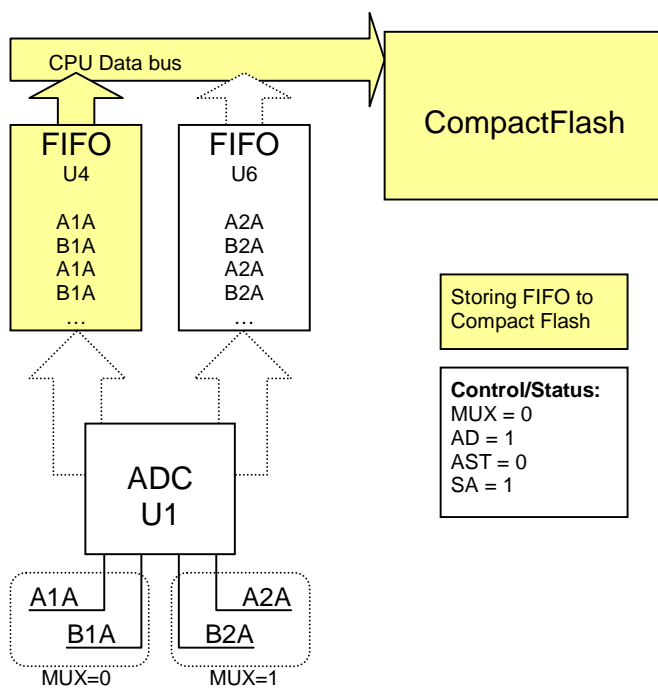 CPU Data bus
CompactFlash
FIFO
U4
A1A
B1A
A1A
B1A
...
FIFO
U6
A2A
B2A
A2A
B2A
...
Storing FIFO to
Compact Flash
Control/Status:
MUX = 0
AD = 1
AST = 0
SA = 1
ADC
U1
A1A
B1A
MUX=0
A2A
B2A
MUX=1